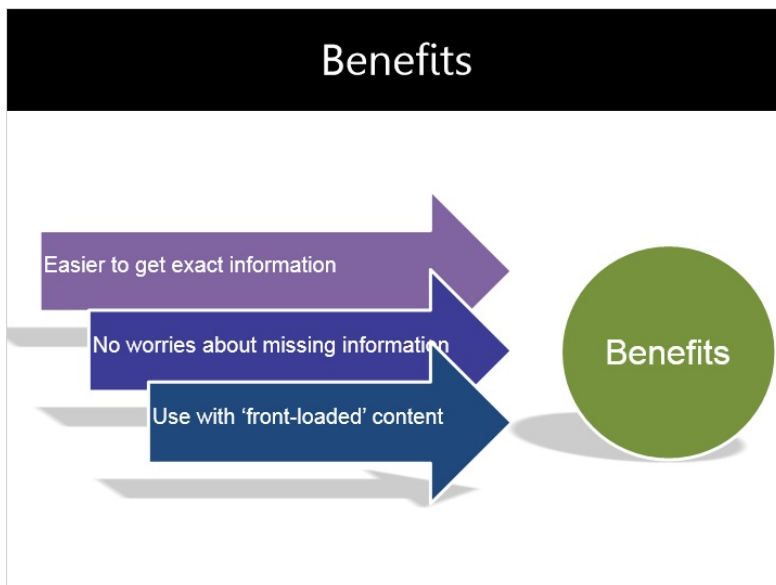 Benefits
Easier to get exact information
No worries about missing information
Use with ‘front-loaded’ content
Benefits